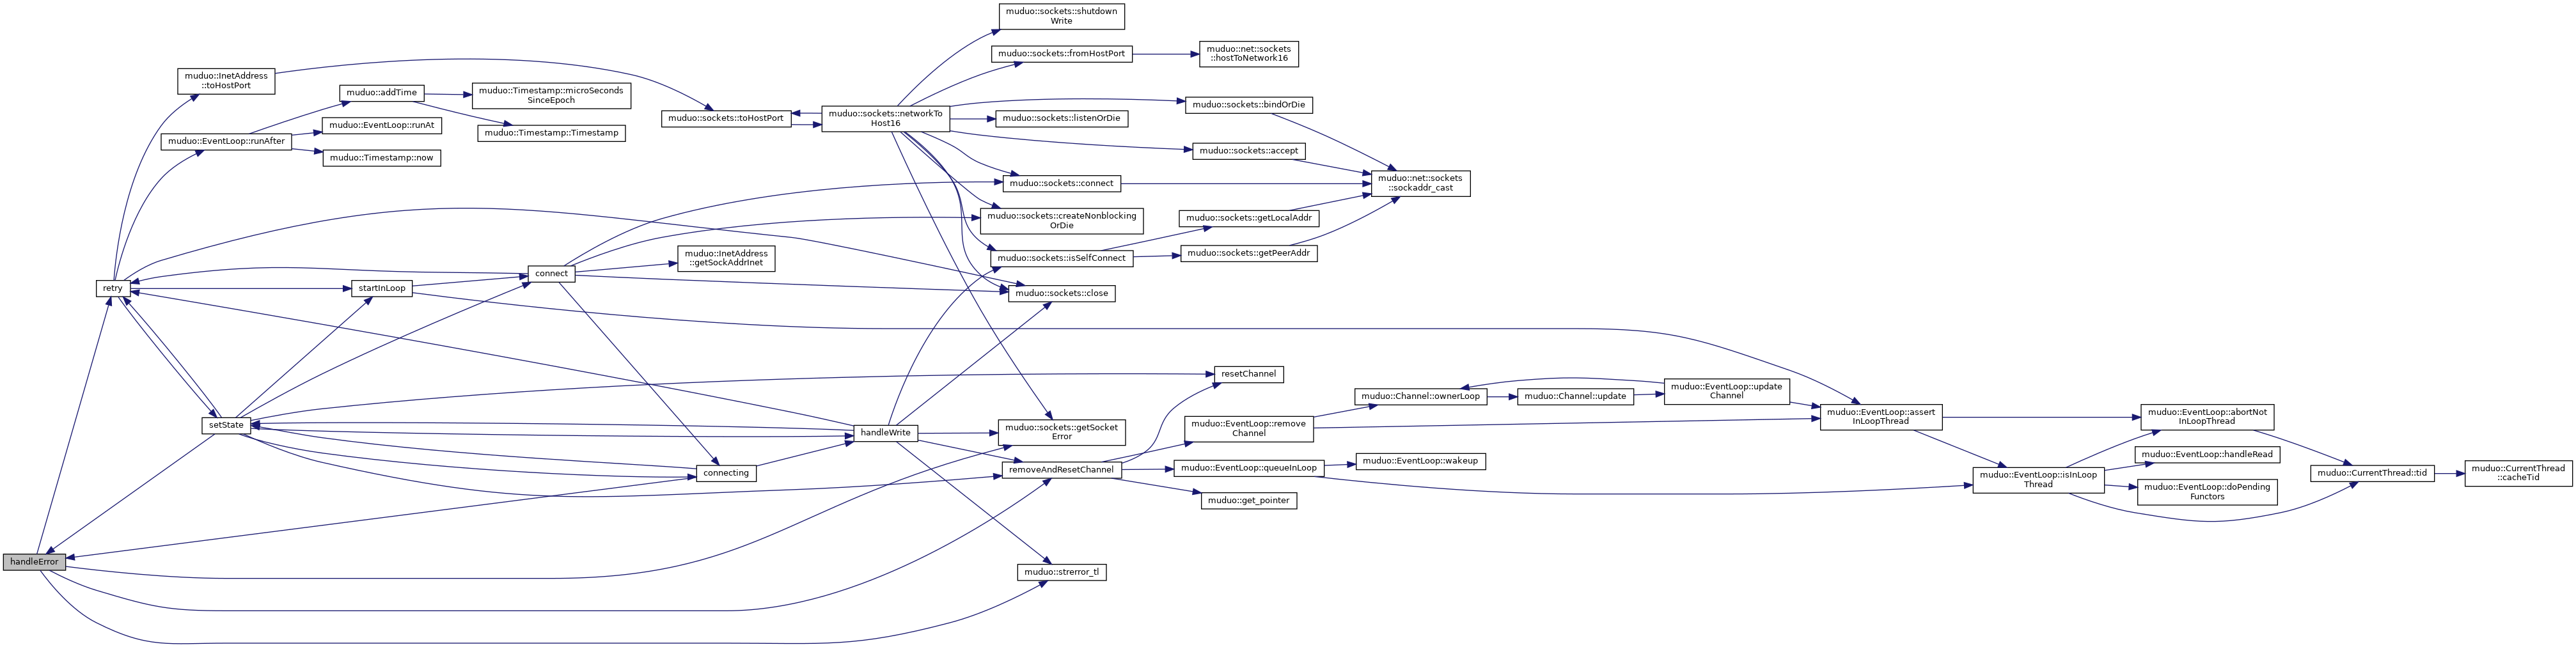 muduo::sockets::shutdown
Write
muduo::sockets::fromHostPort
muduo::net::sockets
::hostToNetwork16
muduo::InetAddress
::toHostPort
muduo::addTime
muduo::Timestamp::microSeconds
SinceEpoch
muduo::sockets::toHostPort
muduo::sockets::networkTo
Host16
muduo::sockets::bindOrDie
muduo::sockets::listenOrDie
muduo::EventLoop::runAt
muduo::Timestamp::Timestamp
muduo::EventLoop::runAfter
muduo::Timestamp::now
muduo::sockets::accept
muduo::sockets::connect
muduo::net::sockets
::sockaddr_cast
muduo::sockets::createNonblocking
OrDie
muduo::sockets::getLocalAddr
muduo::InetAddress
::getSockAddrInet
muduo::sockets::isSelfConnect
muduo::sockets::getPeerAddr
connect
retry
startInLoop
muduo::sockets::close
resetChannel
muduo::Channel::ownerLoop
muduo::Channel::update
muduo::EventLoop::update
Channel
setState
handleWrite
muduo::sockets::getSocket
Error
muduo::EventLoop::remove
Channel
muduo::EventLoop::assert
InLoopThread
muduo::EventLoop::abortNot
InLoopThread
connecting
removeAndResetChannel
muduo::EventLoop::queueInLoop
muduo::EventLoop::wakeup
muduo::get_pointer
muduo::EventLoop::isInLoop
Thread
muduo::EventLoop::handleRead
muduo::EventLoop::doPending
Functors
muduo::CurrentThread::tid
muduo::CurrentThread
::cacheTid
handleError
muduo::strerror_tl